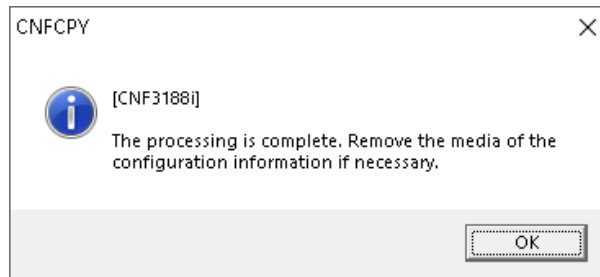 CNFCPY
[CNF3188i]
The processing is complete. Remove the media of the
configuration information if necessary.
OK